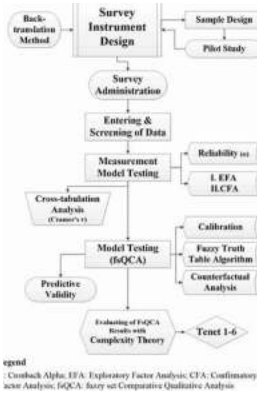 Back-
translation
Method
Survey
Instrument
Design
Sample Design
Pilot Study
Survey
Administration
Entering &
Screening of Data
Measurement
Model Testing
Reliability (α)
I. EFA
II.CFA
Cross-tabulation
Analysis
(Cramer's v)
Model Testing
(fsQCA)
Calibration
Fuzzy Truth
Table Algorithm
Counterfactual
Analysis
Predictive
Validity
Evaluating of FsQCA
Results with
Complexity Theory
Tenet 1-6
egend
: Cronbach Alpha; EFA: Exploratory Factor Analysis; CFA: Confirmatory
actor Analysis; fsQCA: fuzzy set Comparative Qualitative Analysis